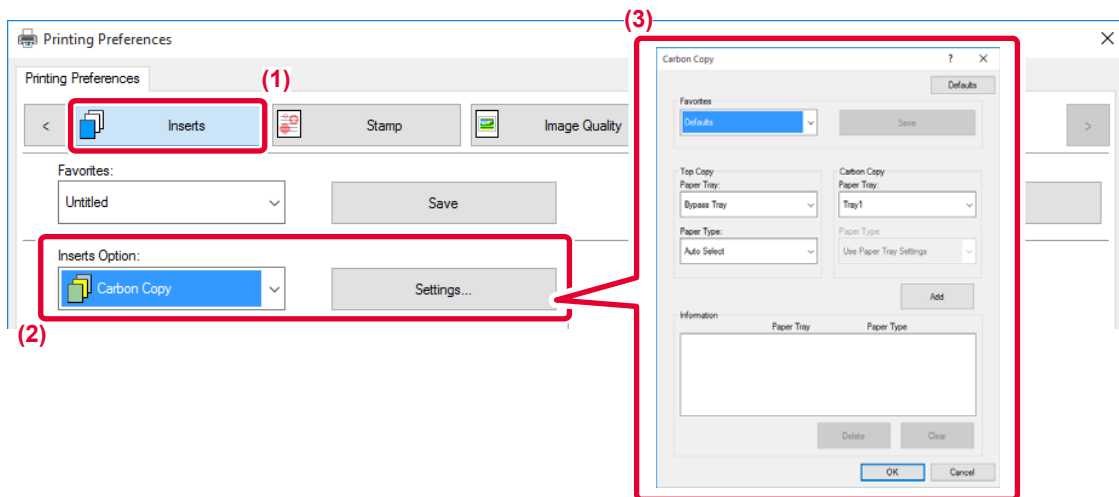 (3)
Printing Preferences
Printing Preferences
(1)
< Inserts Stamp Image Quality >
Favorites:
Untitled Save
Inserts Option:
Carbon Copy Settings...
(2)
Carbon Copy ?
Defaults
Favorites
Defaults Save
Top Copy Carbon Copy
Paper Tray: Paper Tray:
Bypass Tray Tray1
Paper Type: Paper Type:
Auto Select Use Paper Tray Settings
Add
Information
Paper Tray Paper Type
Delete Clear
OK Cancel